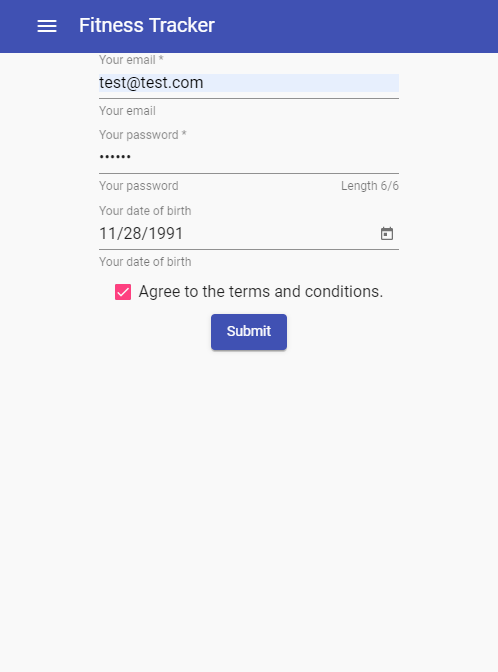 Fitness Tracker
Your email *
test@test.com
Your email
Your password *
••••••
Your password Length 6/6
Your date of birth
11/28/1991
Your date of birth
Agree to the terms and conditions.
Submit